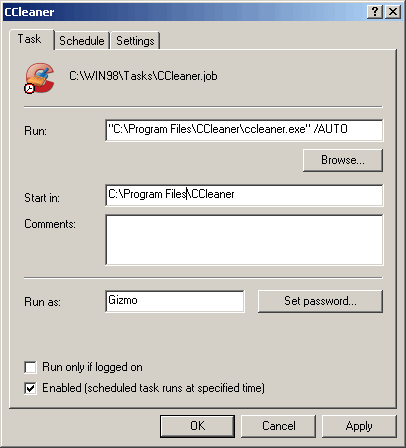 CCleaner
Task Schedule Settings
C:\WIN98\Tasks\CCleaner.job
Run: "C:\Program Files\CCleaner\ccleaner.exe" /AUTO
Browse...
Start in: C:\Program Files\CCleaner
Comments:
Run as: Gizmo Set password...
Run only if logged on
Enabled (scheduled task runs at specified time)
OK Cancel Apply